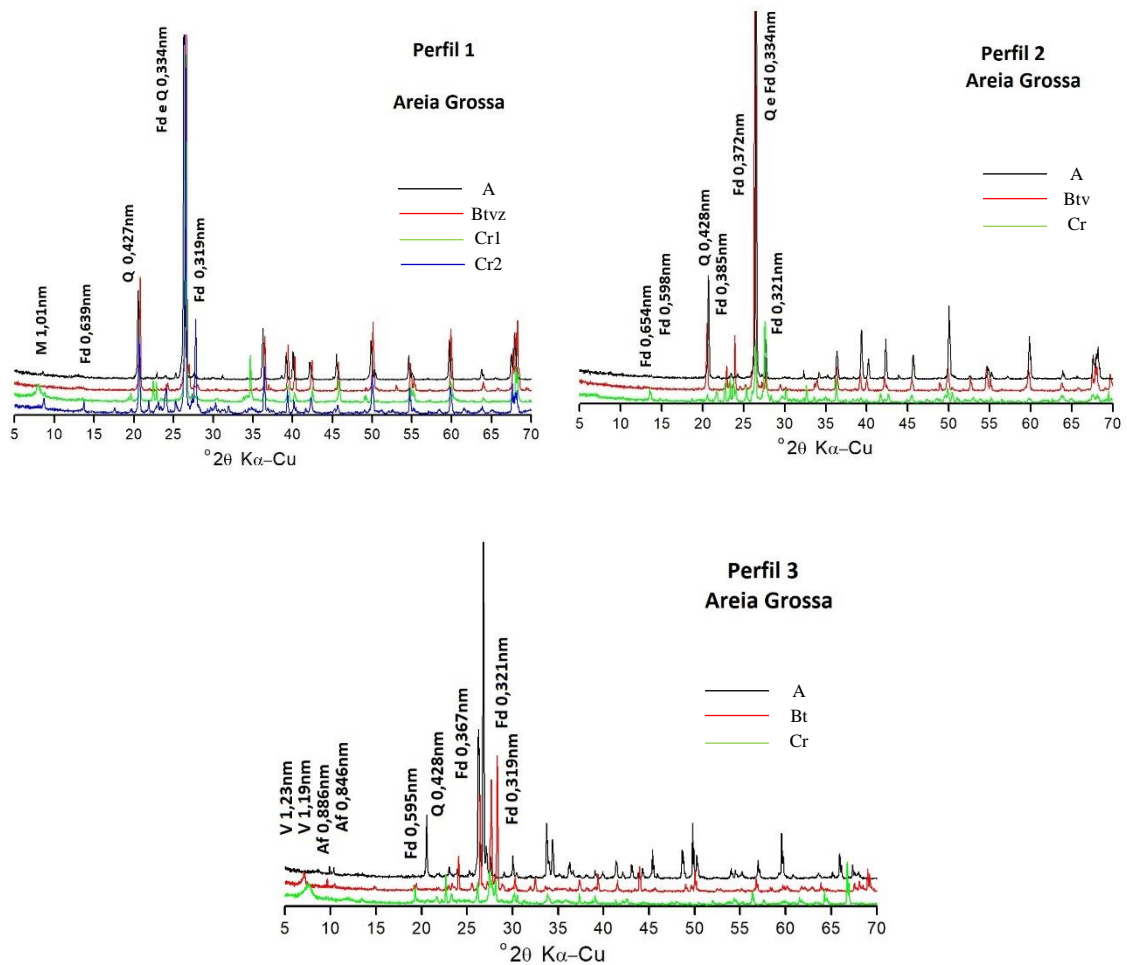 Perfil 1
Areia Grossa
A
Btvz
Cr1
Cr2
M 1,01nm
Fd 0,639nm
Q 0,427nm
Fd e Q 0,334nm
Fd 0,319nm
5 10 15 20 25 30 35 40 45 50 55 60 65 70
°2θ Kα–Cu
Perfil 2
Areia Grossa
A
Btv
Cr
Fd 0,654nm
Fd 0,598nm
Q 0,428nm
Fd 0,385nm
Fd 0,372nm
Q e Fd 0,334nm
Fd 0,321nm
5 10 15 20 25 30 35 40 45 50 55 60 65 70
°2θ Kα–Cu
Perfil 3
Areia Grossa
A
Bt
Cr
V 1,23nm
V 1,19nm
Af 0,886nm
Af 0,846nm
Fd 0,595nm
Q 0,428nm
Fd 0,367nm
Fd 0,321nm
Fd 0,319nm
5 10 15 20 25 30 35 40 45 50 55 60 65 70
°2θ Kα–Cu